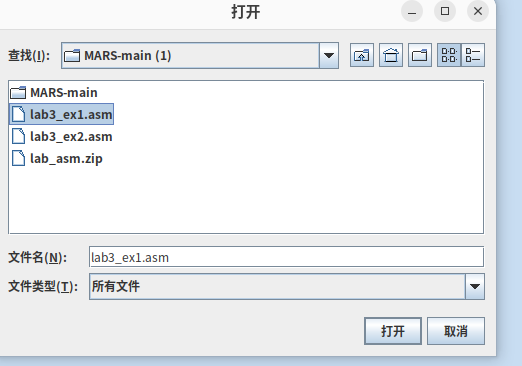 打开
查找(I): MARS-main (1)
MARS-main
lab3_ex1.asm
lab3_ex2.asm
lab_asm.zip
文件名(N): lab3_ex1.asm
文件类型(T): 所有文件
打开 取消